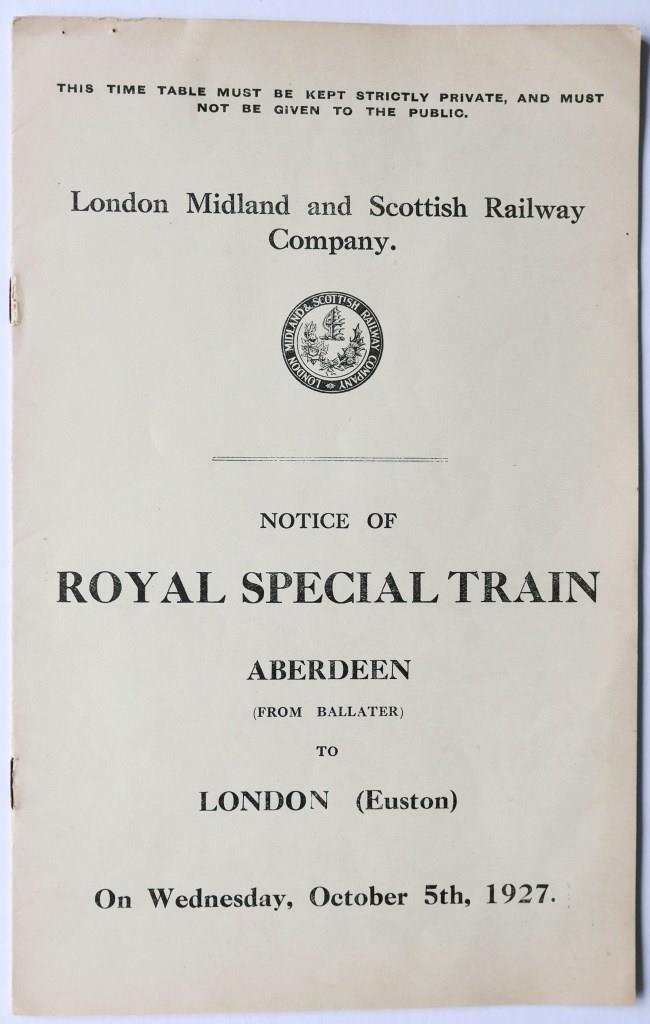 THIS TIME TABLE MUST BE KEPT STRICTLY PRIVATE, AND MUST
NOT BE GIVEN TO THE PUBLIC.
London Midland and Scottish Railway
Company.
LONDON MIDLAND & SCOTTISH RAILWAY COMPANY
NOTICE OF
ROYAL SPECIAL TRAIN
ABERDEEN
(FROM BALLATER)
TO
LONDON (Euston)
On Wednesday, October 5th, 1927.